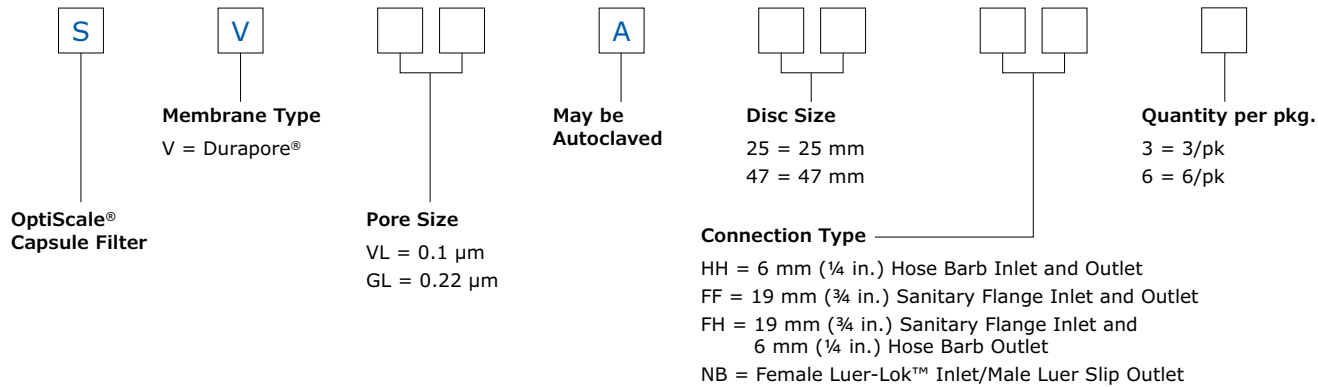 S V A
Membrane Type
V = Durapore®
May be
Autoclaved
Disc Size
25 = 25 mm
47 = 47 mm
Quantity per pkg.
3 = 3/pk
6 = 6/pk
OptiScale®
Capsule Filter
Pore Size
VL = 0.1 µm
GL = 0.22 µm
Connection Type
HH = 6 mm (¼ in.) Hose Barb Inlet and Outlet
FF = 19 mm (¾ in.) Sanitary Flange Inlet and Outlet
FH = 19 mm (¾ in.) Sanitary Flange Inlet and
6 mm (¼ in.) Hose Barb Outlet
NB = Female Luer-Lok™ Inlet/Male Luer Slip Outlet